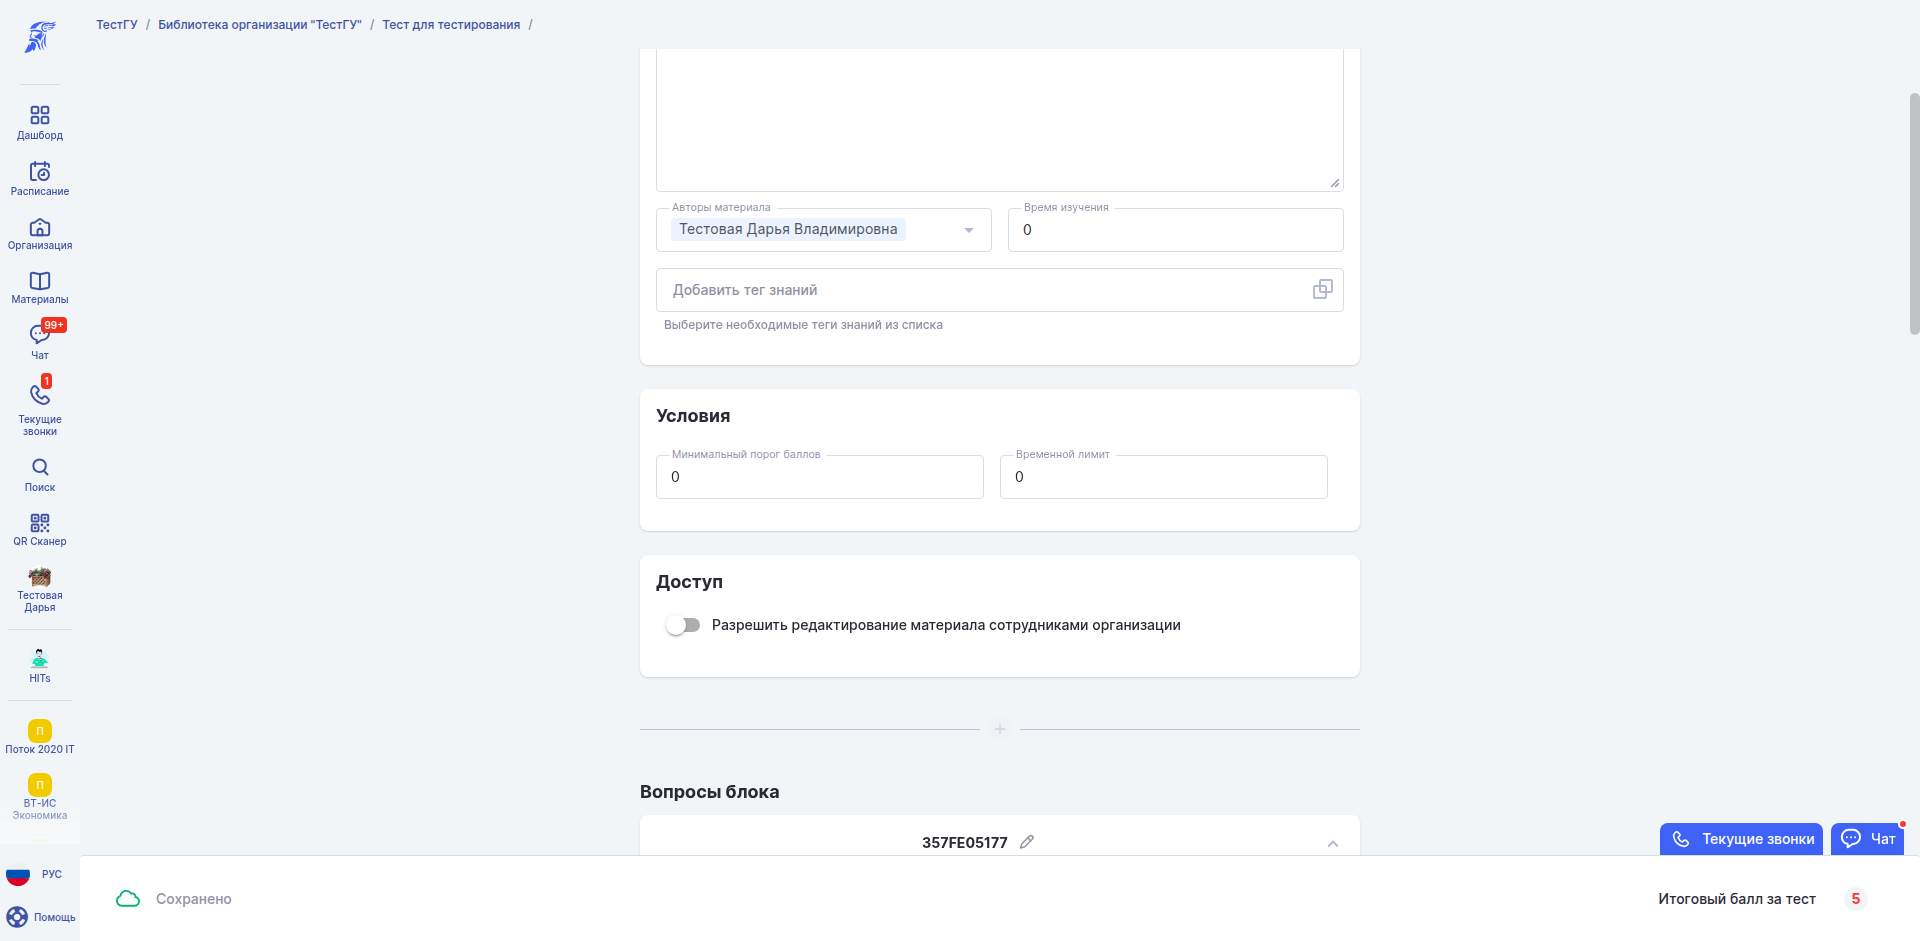 ТестГУ / Библиотека организации "ТестГУ" / Тест для тестирования /
Дашборд
Расписание
Организация
Материалы
99+
Чат
1
Текущие
звонки
Поиск
QR Сканер
Тестовая
Дарья
HITs
П
Поток 2020 IT
П
ВТ-ИС
Экономика
РУС
Помощь
Авторы материала
Тестовая Дарья Владимировна
Время изучения
0
Добавить тег знаний
Выберите необходимые теги знаний из списка
Условия
Минимальный порог баллов
0
Временной лимит
0
Доступ
Разрешить редактирование материала сотрудниками организации
Вопросы блока
357FE05177
Текущие звонки
Чат
Сохранено
Итоговый балл за тест 5